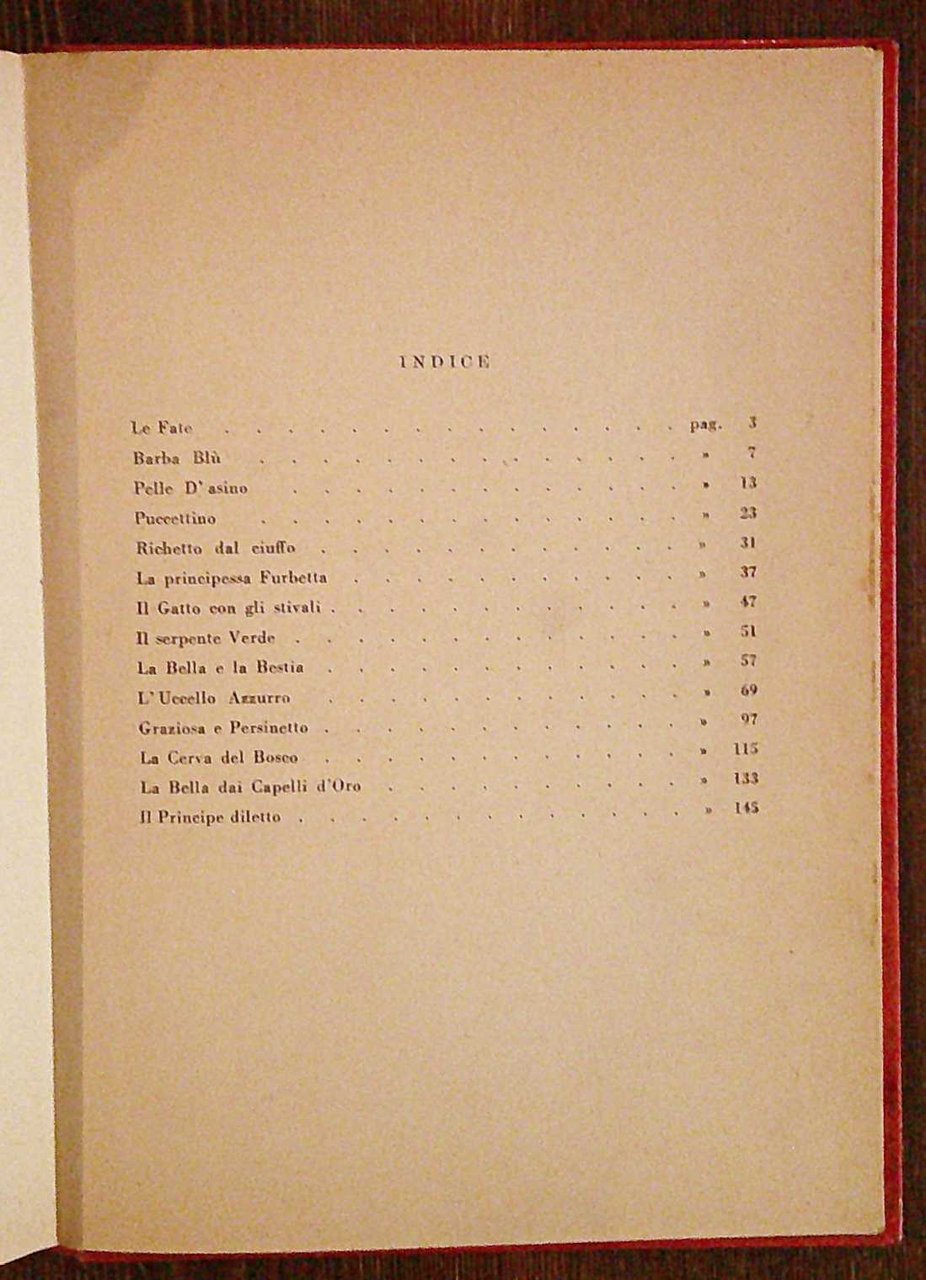 INDICE
Le Fate . . . . . . . . . . . . . . . pag. 3
Barba Blù . . . . . . . . . . . . . . » 7
Pelle D'asino . . . . . . . . . . . . . » 13
Puccettino . . . . . . . . . . . . . . » 23
Richetto dal ciuffo . . . . . . . . . . . . » 31
La principessa Furbetta . . . . . . . . . . . » 37
Il Gatto con gli stivali . . . . . . . . . . . . » 47
Il serpente Verde . . . . . . . . . . . . . » 51
La Bella e la Bestia . . . . . . . . . . . . » 57
L'Uccello Azzurro . . . . . . . . . . . . » 69
Graziosa e Persinetto . . . . . . . . . . . . » 97
La Cerva del Bosco . . . . . . . . . . . . » 115
La Bella dai Capelli d'Oro . . . . . . . . . . » 133
Il Principe diletto . . . . . . . . . . . . . » 145